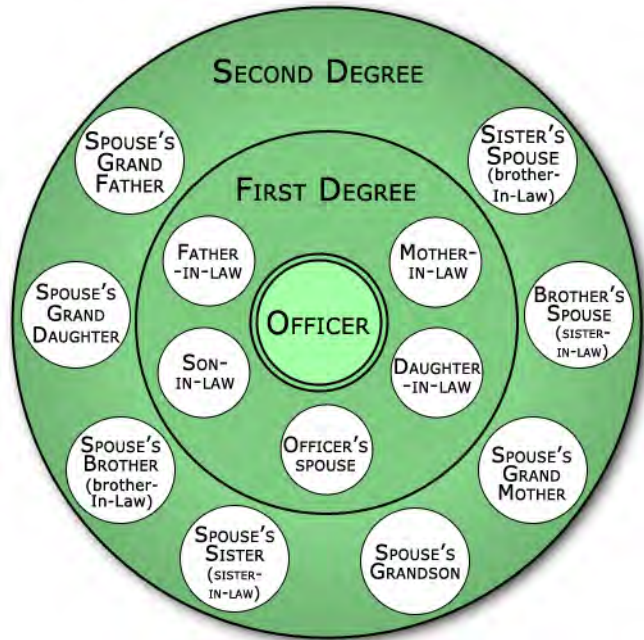 SECOND DEGREE
SPOUSE'S
GRAND
FATHER
SISTER'S
SPOUSE
(brother-
In-Law)
FIRST DEGREE
FATHER
-IN-LAW
MOTHER-
IN-LAW
SPOUSE'S
GRAND
DAUGHTER
OFFICER
BROTHER'S
SPOUSE
(SISTER-
IN-LAW)
SON-
IN-LAW
DAUGHTER
-IN-LAW
OFFICER'S
SPOUSE
SPOUSE'S
BROTHER
(brother-
In-Law)
SPOUSE'S
GRAND
MOTHER
SPOUSE'S
SISTER
(SISTER-
IN-LAW)
SPOUSE'S
GRANDSON